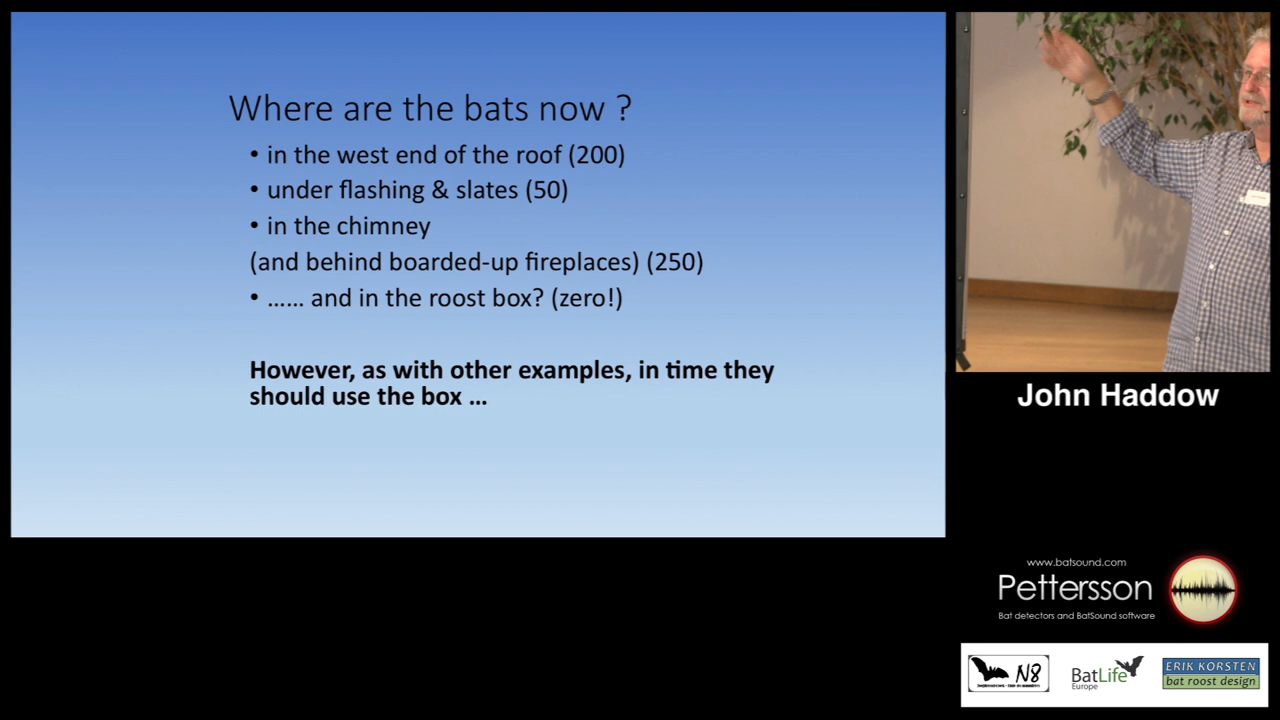 Where are the bats now ?
• in the west end of the roof (200)
• under flashing & slates (50)
• in the chimney
(and behind boarded-up fireplaces) (250)
• …… and in the roost box? (zero!)
However, as with other examples, in time they
should use the box ...
John Haddow
www.batsound.com
Pettersson
Bat detectors and BatSound software
N8
BatLife
Europe
ERIK KORSTEN
bat roost design